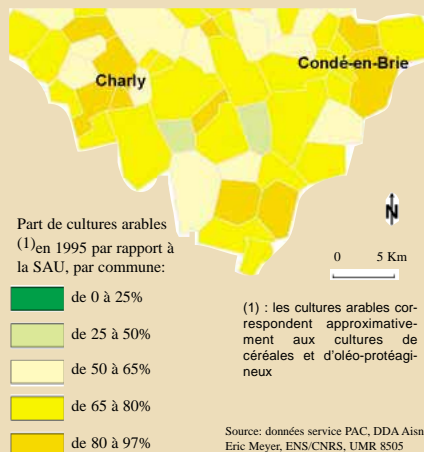 Charly
Condé-en-Brie
N
0 5 Km
Part de cultures arables
(1)en 1995 par rapport à
la SAU, par commune:
de 0 à 25%
de 25 à 50%
de 50 à 65%
de 65 à 80%
de 80 à 97%
(1) : les cultures arables cor-
respondent approximative-
ment aux cultures de
céréales et d'oléo-protéagi-
neux
Source: données service PAC, DDA Aisn
Eric Meyer, ENS/CNRS, UMR 8505